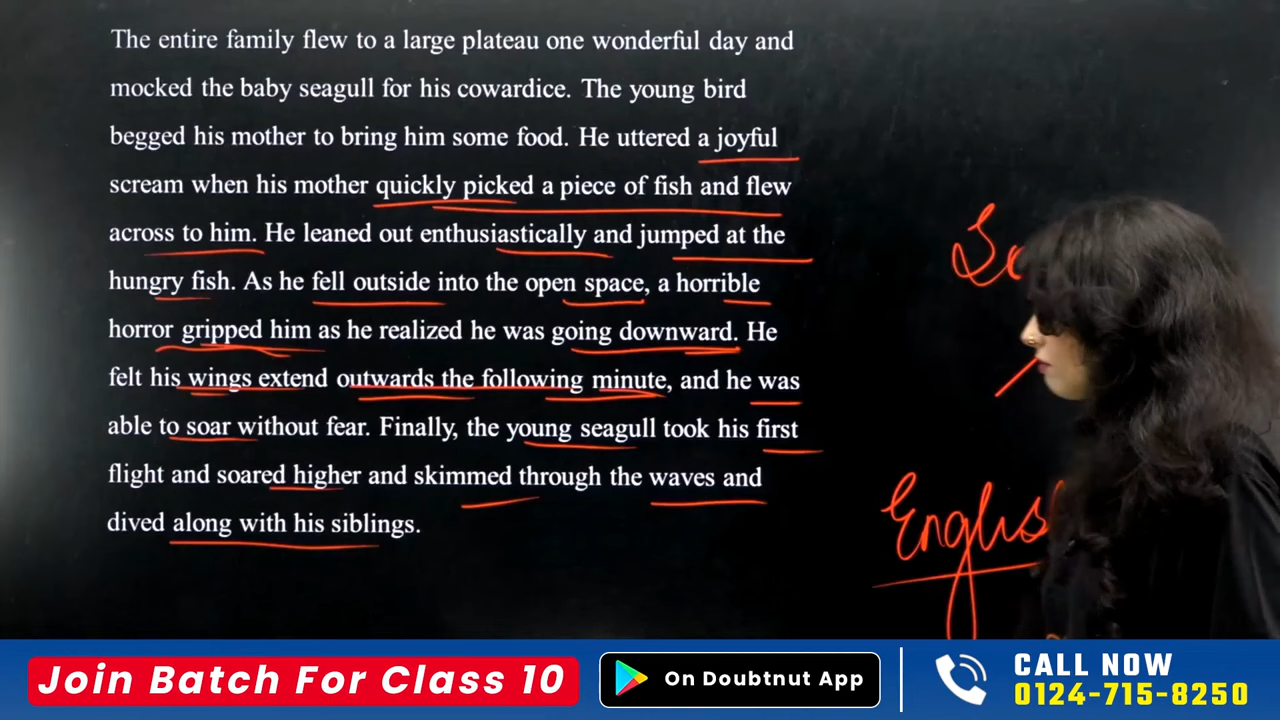 The entire family flew to a large plateau one wonderful day and
mocked the baby seagull for his cowardice. The young bird
begged his mother to bring him some food. He uttered a joyful
scream when his mother quickly picked a piece of fish and flew
across to him. He leaned out enthusiastically and jumped at the
hungry fish. As he fell outside into the open space, a horrible
horror gripped him as he realized he was going downward. He
felt his wings extend outwards the following minute, and he was
able to soar without fear. Finally, the young seagull took his first
flight and soared higher and skimmed through the waves and
dived along with his siblings.
Englis
Join Batch For Class 10
On Doubtnut App
CALL NOW
0124-715-8250